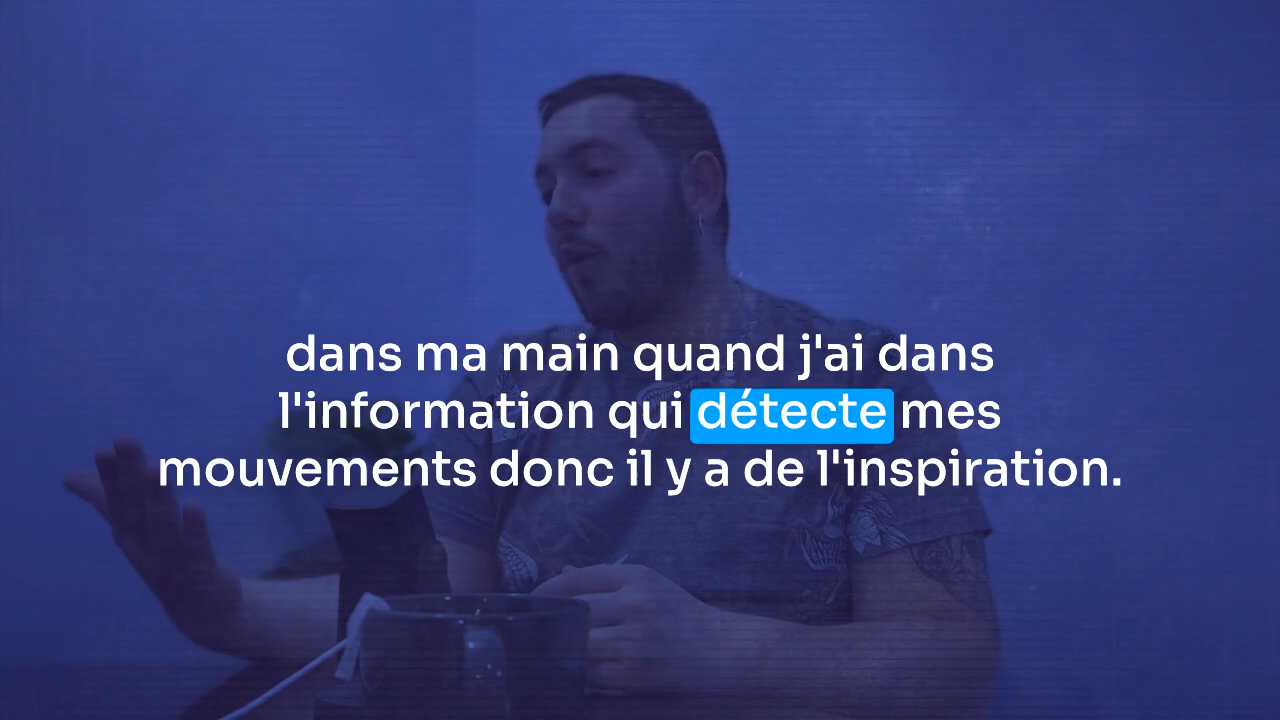 dans ma main quand j'ai dans
l'information qui détecte mes
mouvements donc il y a de l'inspiration.